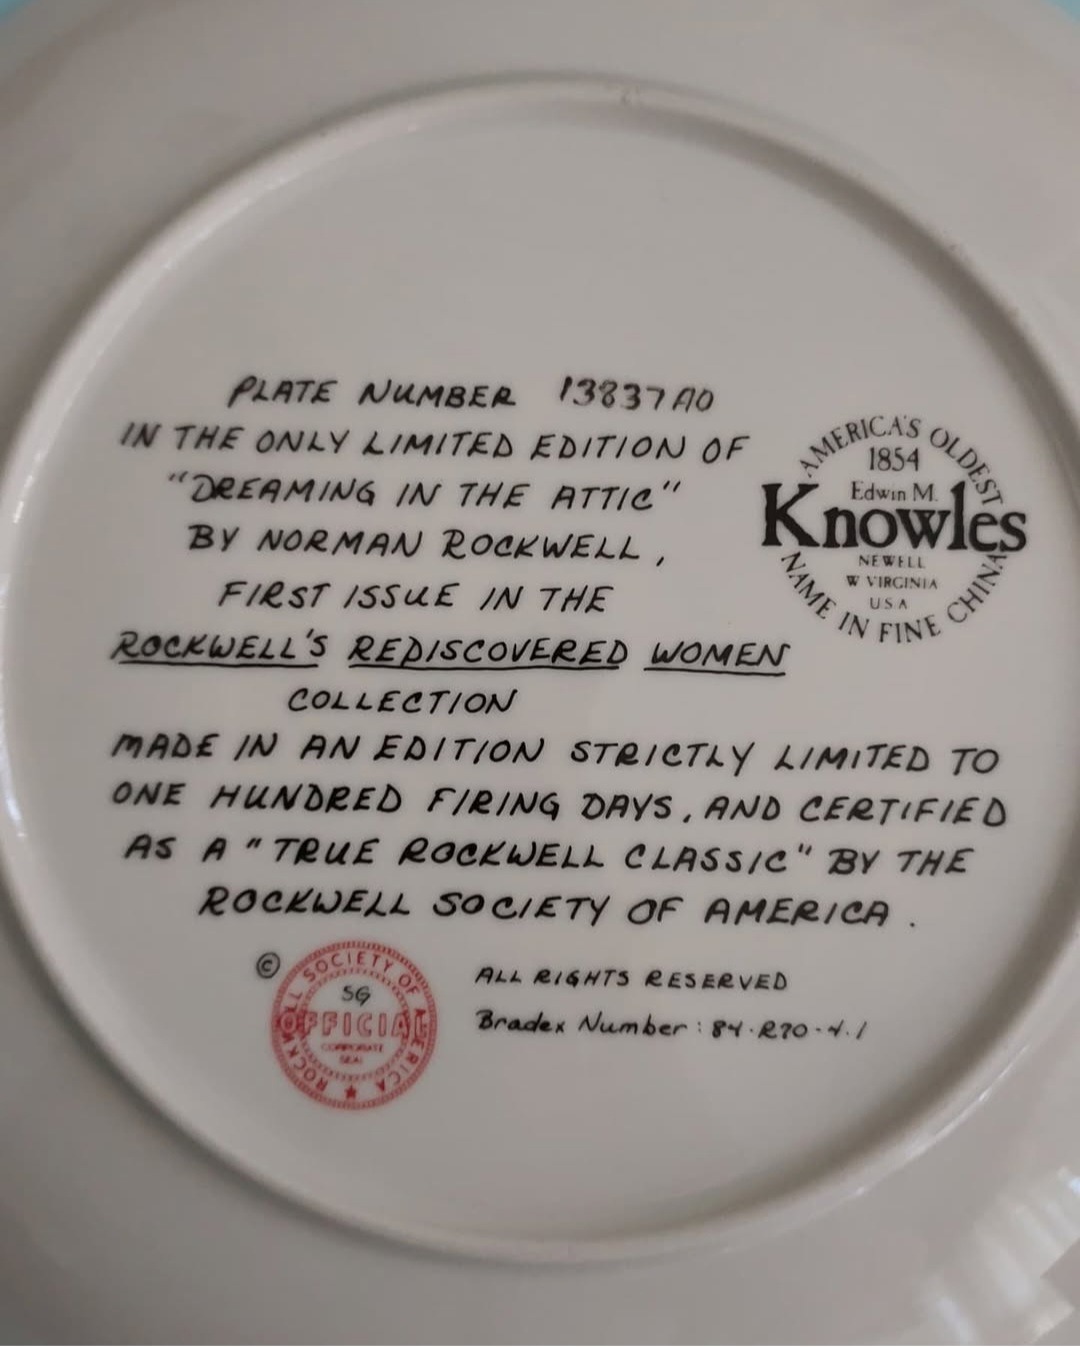 PLATE NUMBER 13837A0
IN THE ONLY LIMITED EDITION OF
"DREAMING IN THE ATTIC"
BY NORMAN ROCKWELL,
FIRST ISSUE IN THE
ROCKWELL'S REDISCOVERED WOMEN
COLLECTION
MADE IN AN EDITION STRICTLY LIMITED TO
ONE HUNDRED FIRING DAYS, AND CERTIFIED
AS A "TRUE ROCKWELL CLASSIC" BY THE
ROCKWELL SOCIETY OF AMERICA.
AMERICA'S OLDEST
1854
Edwin M.
Knowles
NEWELL
W VIRGINIA
USA
NAME IN FINE CHINA
©
ROCKWELL SOCIETY OF AMERICA
SG
OFFICIAL
CORPORATE
SEAL
ALL RIGHTS RESERVED
Bradex Number: 84-R70-4.1